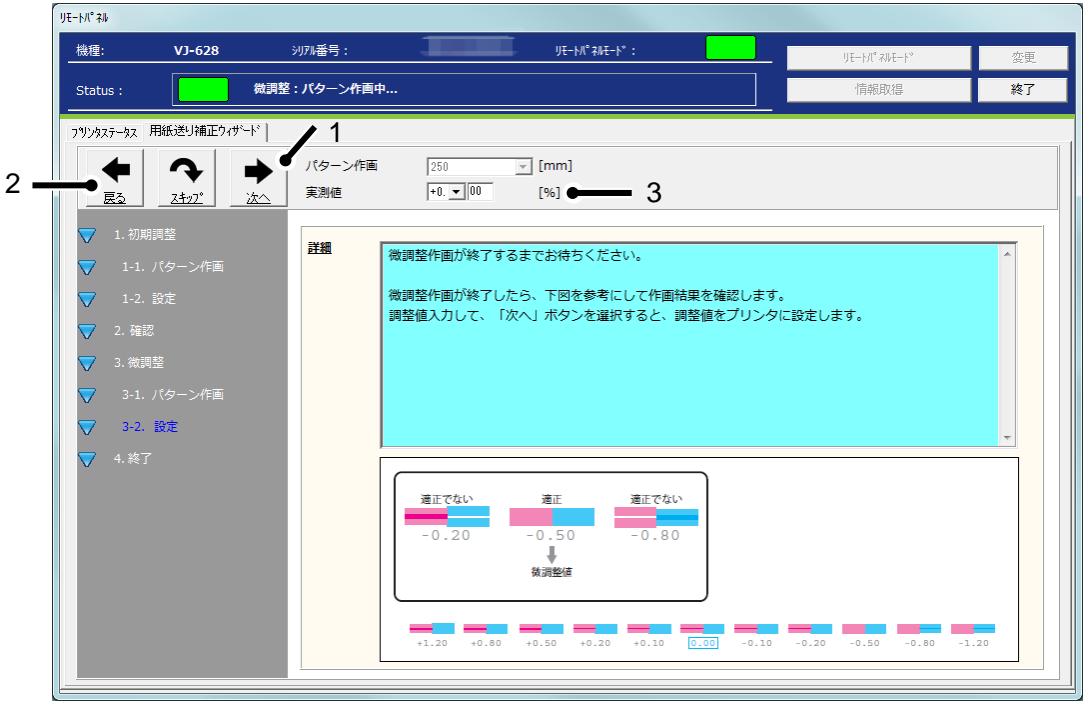 リモートパネル
機種:
VJ-628
シリアル番号:
リモートパネルモード:
リモートパネルモード
変更
Status :
微調整:パターン作画中...
情報取得
終了
プリンタステータス
用紙送り補正ウィザード
1
2
戻る
スキップ
次へ
パターン作画
250
[mm]
実測値
+0.
00
[%]
3
1. 初期調整
1-1. パターン作画
1-2. 設定
2. 確認
3. 微調整
3-1. パターン作画
3-2. 設定
4. 終了
詳細
微調整作画が終了するまでお待ちください。
微調整作画が終了したら、下図を参考にして作画結果を確認します。
調整値入力して、「次へ」ボタンを選択すると、調整値をプリンタに設定します。
適正でない
適正
適正でない
-0.20
-0.50
-0.80
微調整値
+1.20
+0.80
+0.50
+0.20
+0.10
0.00
-0.10
-0.20
-0.50
-0.80
-1.20